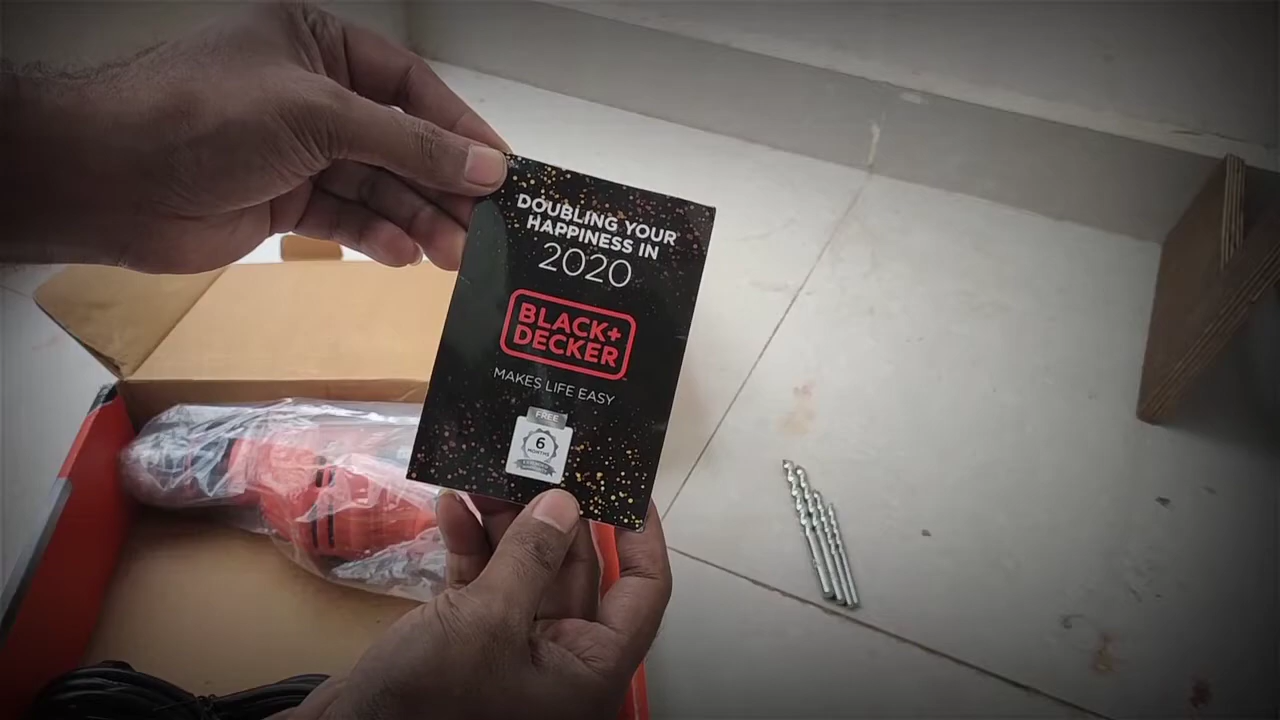 DOUBLING YOUR
HAPPINESS IN
2020
BLACK+
DECKER
MAKES LIFE EASY
FREE
6
MONTHS